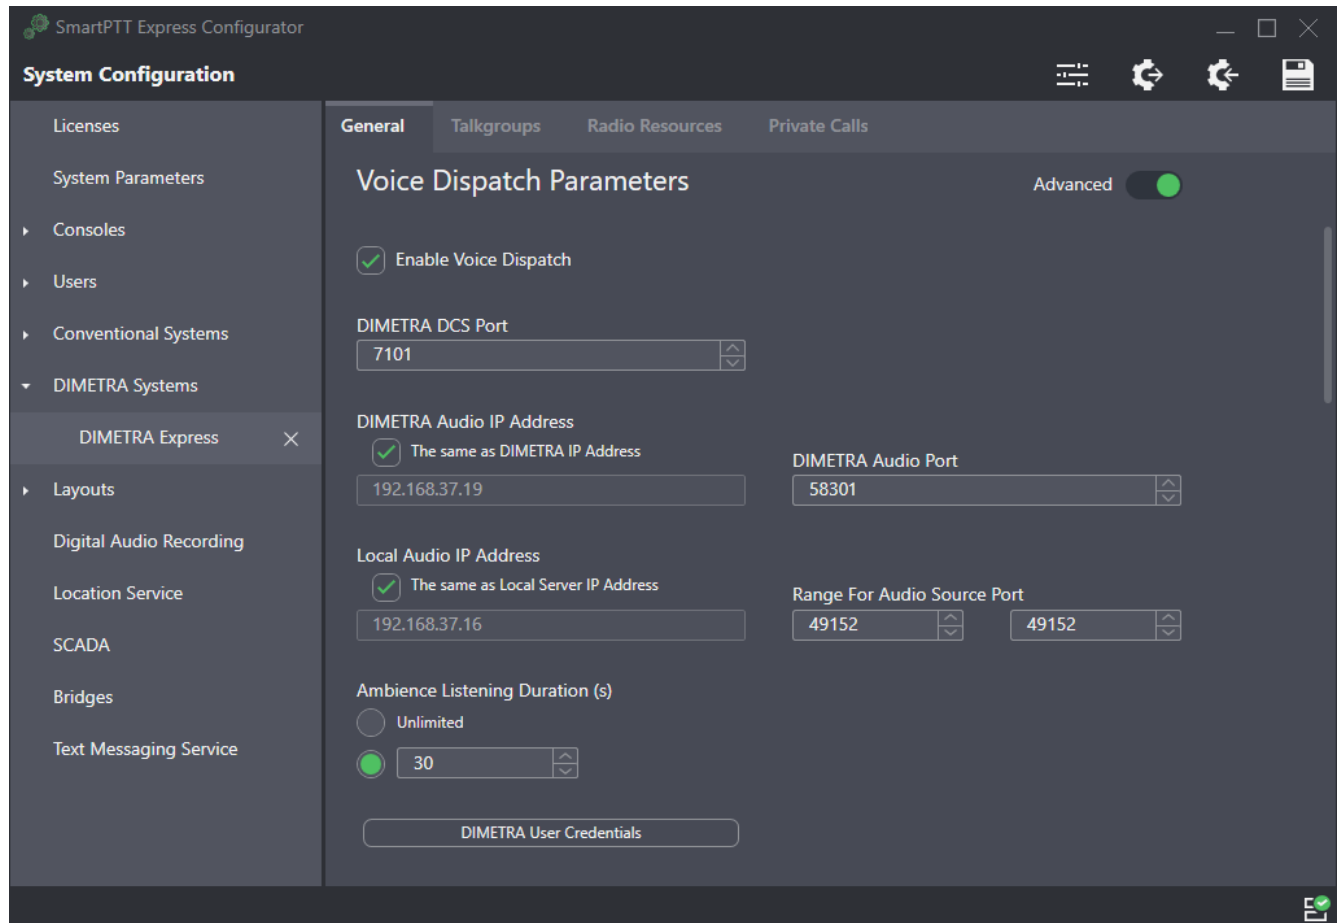 SmartPTT Express Configurator
System Configuration
Licenses
System Parameters
Consoles
Users
Conventional Systems
DIMETRA Systems
DIMETRA Express
Layouts
Digital Audio Recording
Location Service
SCADA
Bridges
Text Messaging Service
General Talkgroups Radio Resources Private Calls
Voice Dispatch Parameters
Advanced
Enable Voice Dispatch
DIMETRA DCS Port
7101
DIMETRA Audio IP Address
The same as DIMETRA IP Address
192.168.37.19
DIMETRA Audio Port
58301
Local Audio IP Address
The same as Local Server IP Address
192.168.37.16
Range For Audio Source Port
49152 49152
Ambience Listening Duration (s)
Unlimited
30
DIMETRA User Credentials